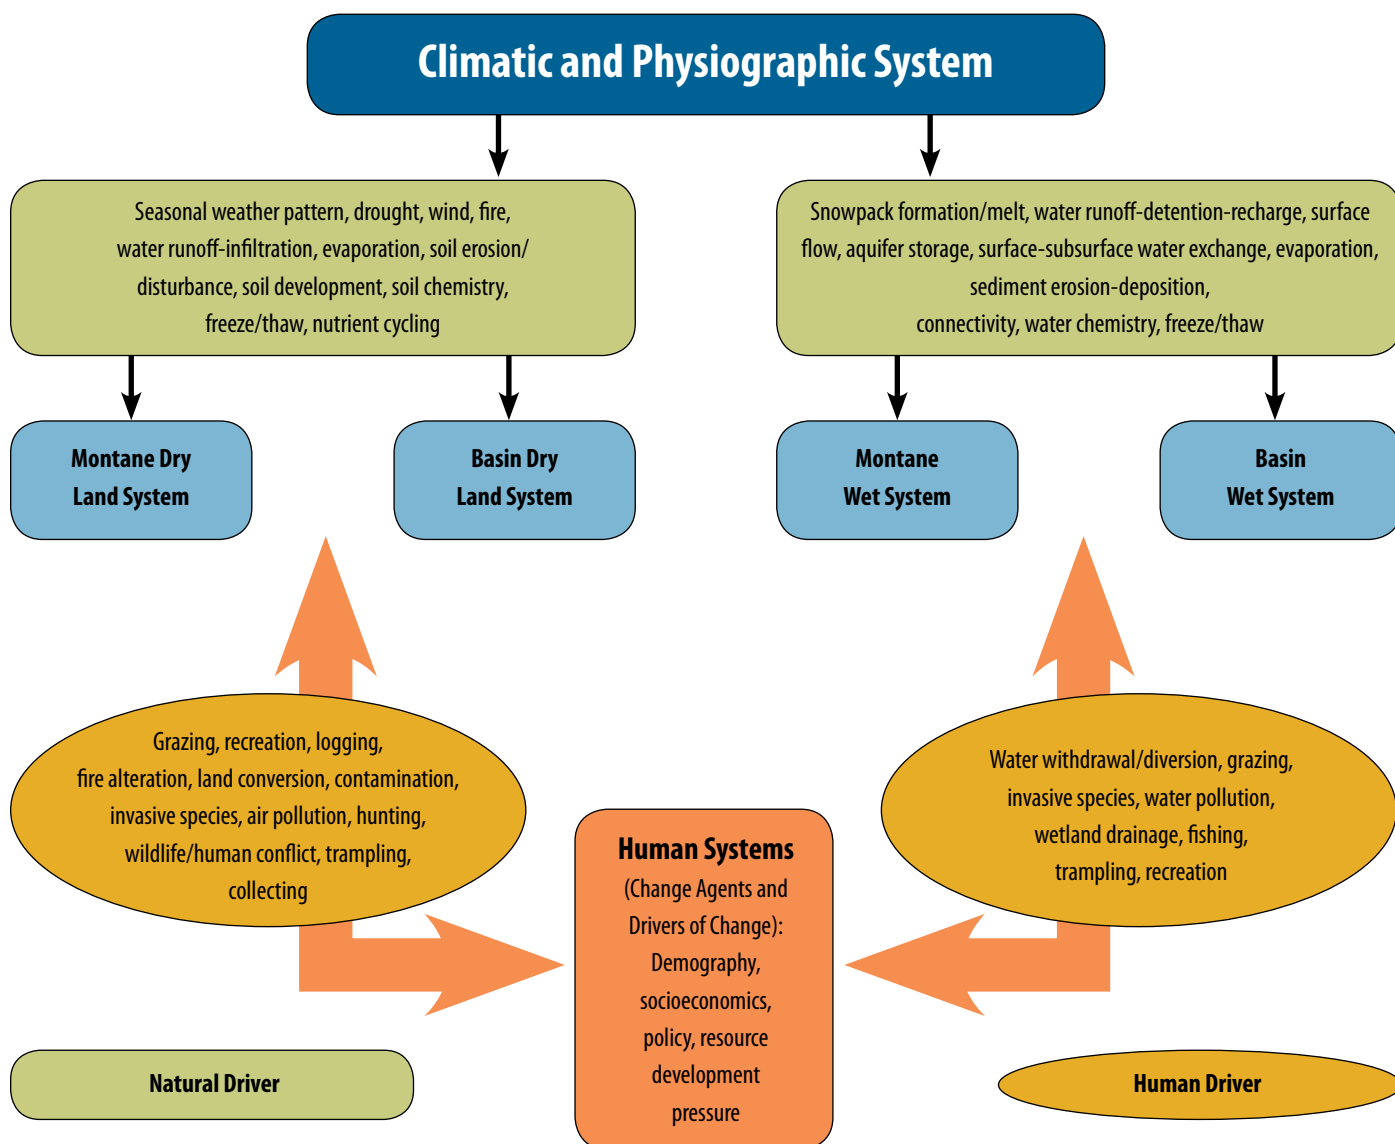 Climatic and Physiographic System
Seasonal weather pattern, drought, wind, fire,
water runoff-infiltration, evaporation, soil erosion/
disturbance, soil development, soil chemistry,
freeze/thaw, nutrient cycling
Snowpack formation/melt, water runoff-detention-recharge, surface
flow, aquifer storage, surface-subsurface water exchange, evaporation,
sediment erosion-deposition,
connectivity, water chemistry, freeze/thaw
Montane Dry
Land System
Basin Dry
Land System
Montane
Wet System
Basin
Wet System
Grazing, recreation, logging,
fire alteration, land conversion, contamination,
invasive species, air pollution, hunting,
wildlife/human conflict, trampling,
collecting
Water withdrawal/diversion, grazing,
invasive species, water pollution,
wetland drainage, fishing,
trampling, recreation
Human Systems
(Change Agents and
Drivers of Change):
Demography,
socioeconomics,
policy, resource
development
pressure
Natural Driver
Human Driver